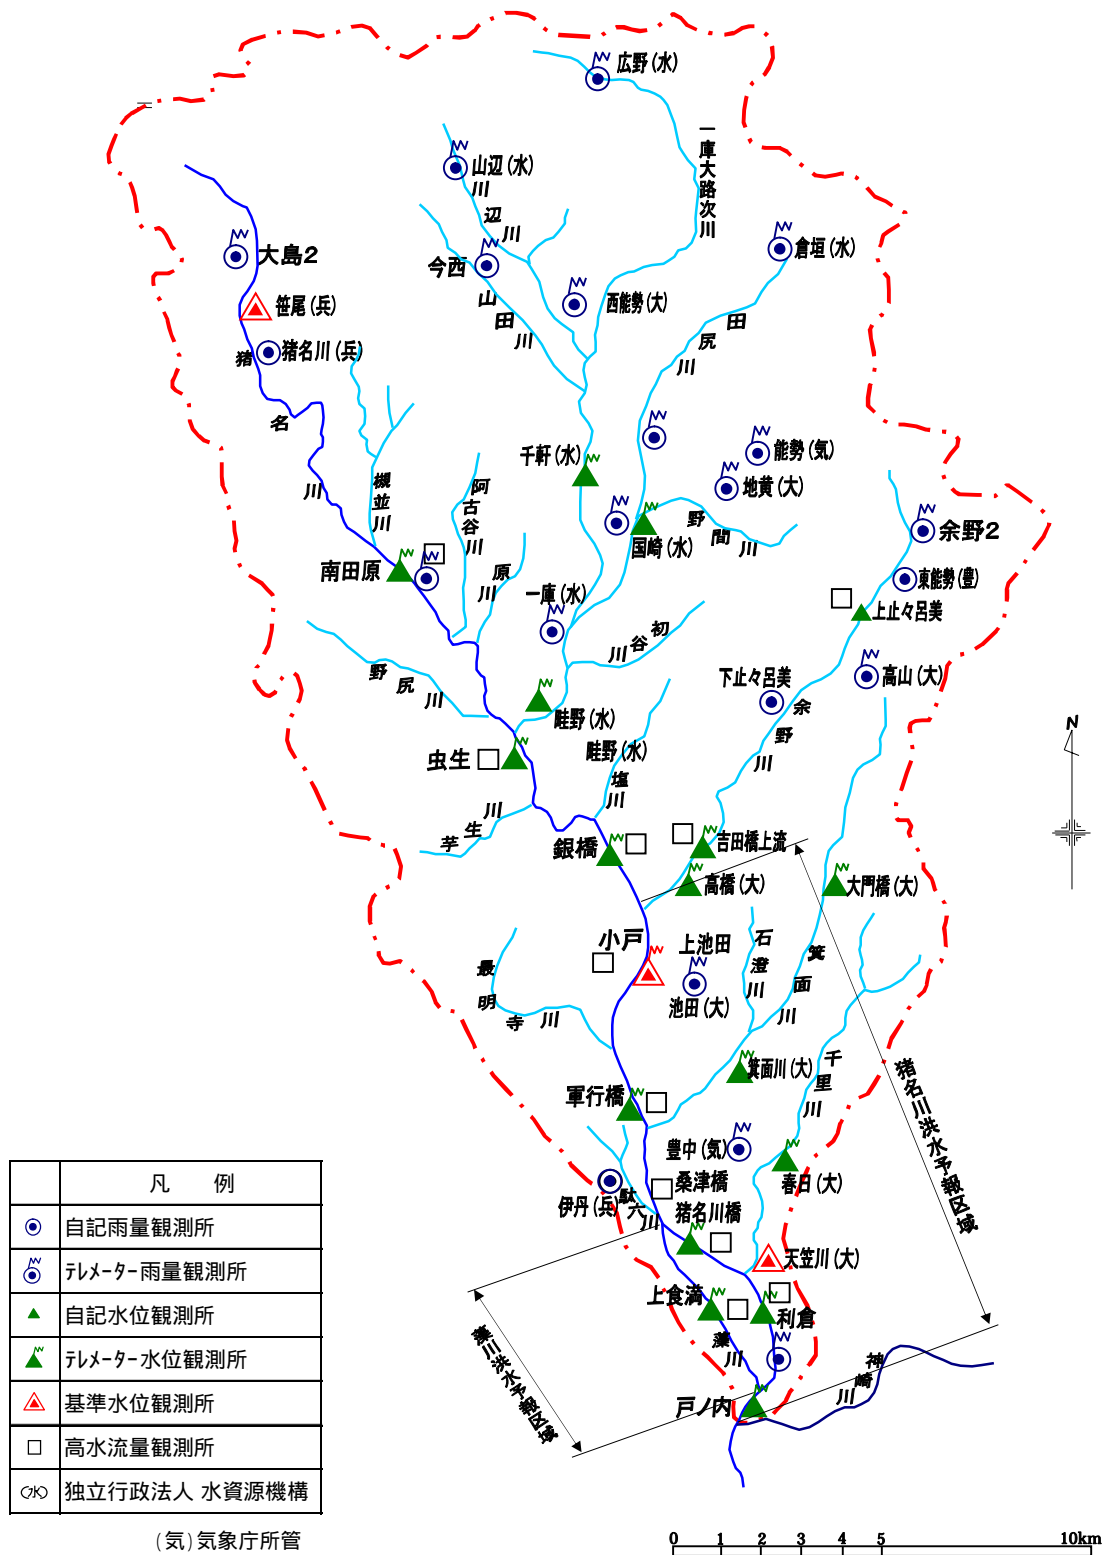 広野(水)
山辺(水)
川
辺
川
一庫大路次川
倉垣(水)
大島2
今西
西能勢(大)
笹尾(兵)
山
田
川
田
尻
川
猪名川(兵)
猪
名
川
千軒(水)
能勢(気)
地黄(大)
槻並川
阿古谷川
野
間
川
国崎(水)
余野2
東能勢(豊)
南田原
原
川
一庫(水)
上止々呂美
初
谷
川
下止々呂美
高山(大)
野
尻
川
余
野
川
畦野(水)
畦野(水)
虫生
塩
川
芋
生
川
銀橋
吉田橋上流
高橋(大)
大門橋(大)
小戸
上池田
石澄川
箕
面
川
最
明
寺
川
池田(大)
箕面川(大)
千
里
川
猪名川洪水予報区域
軍行橋
豊中(気)
春日(大)
桑津橋
伊丹(兵)
駄
六
川
猪名川橋
天笠川(大)
上食満
利倉
藻
川
藻川洪水予報区域
戸ノ内
神
崎
川
N
凡 例
自記雨量観測所
テレメーター雨量観測所
自記水位観測所
テレメーター水位観測所
基準水位観測所
高水流量観測所
(水) 独立行政法人 水資源機構
(気)気象庁所管
0 1 2 3 4 5 10km